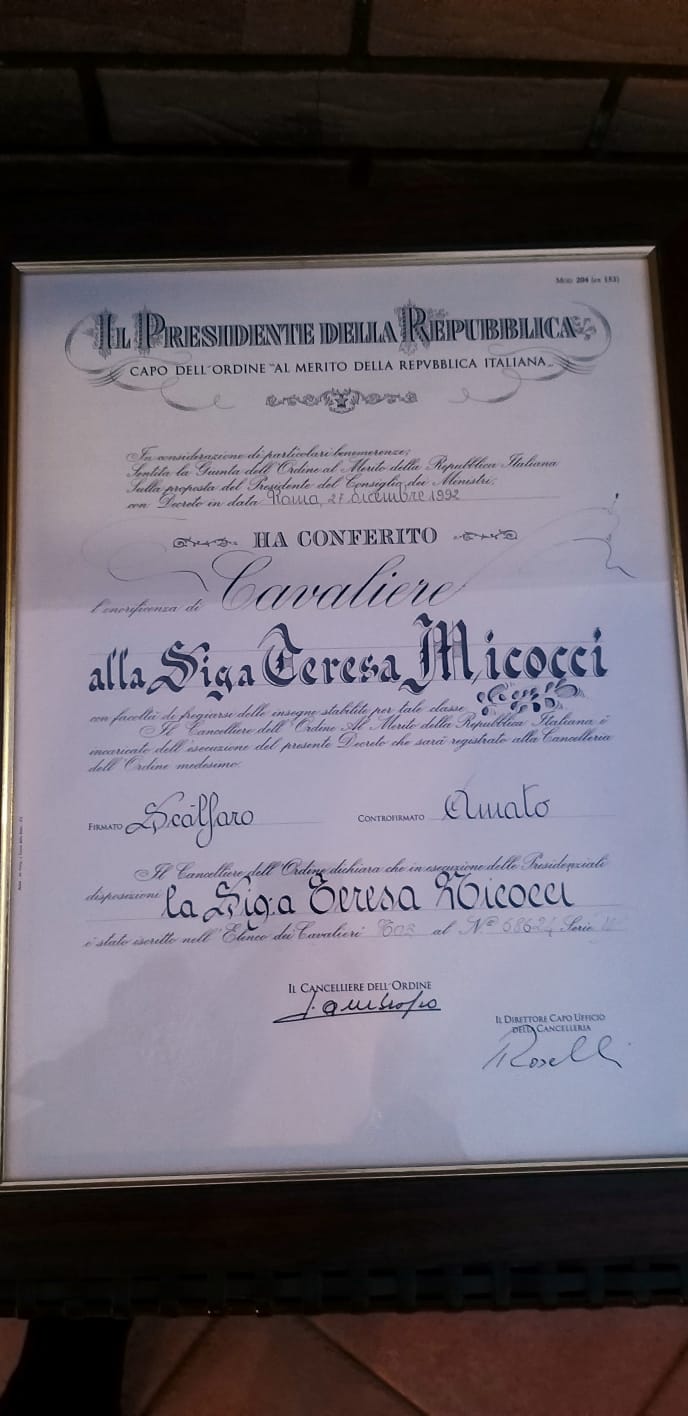 Mod. 204 (ex 153)
IL PRESIDENTE DELLA REPUBBLICA
CAPO DELL'ORDINE "AL MERITO DELLA REPVBBLICA ITALIANA"
In considerazione di particolari benemerenze;
Sentita la Giunta dell'Ordine al Merito della Repubblica Italiana
Sulla proposta del Presidente del Consiglio dei Ministri;
con Decreto in data Roma, 27 dicembre 1992
HA CONFERITO
l'onorificenza di Cavaliere
alla Sig.a Teresa Micocci
con facoltà di fregiarsi delle insegne stabilite per tale classe
Il Cancelliere dell'Ordine Al Merito della Repubblica Italiana è
incaricato dell'esecuzione del presente Decreto che sarà registrato alla Cancelleria
dell'Ordine medesimo.
FIRMATO Scalfaro CONTROFIRMATO Amato
Il Cancelliere dell'Ordine dichiara che in esecuzione delle Presidenziali
disposizioni la Sig.a Teresa Micocci
è stato iscritto nell'Elenco dei Cavalieri al N° 68624 Serie
IL CANCELLIERE DELL'ORDINE
IL DIRETTORE CAPO UFFICIO
DELLA CANCELLERIA
Roselli